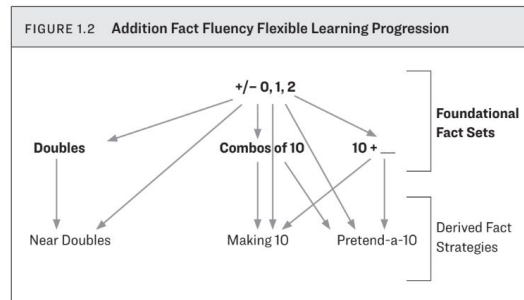 FIGURE 1.2 Addition Fact Fluency Flexible Learning Progression
+/– 0, 1, 2
Foundational
Fact Sets
Doubles Combos of 10 10 + __
Near Doubles Making 10 Pretend-a-10
Derived Fact
Strategies